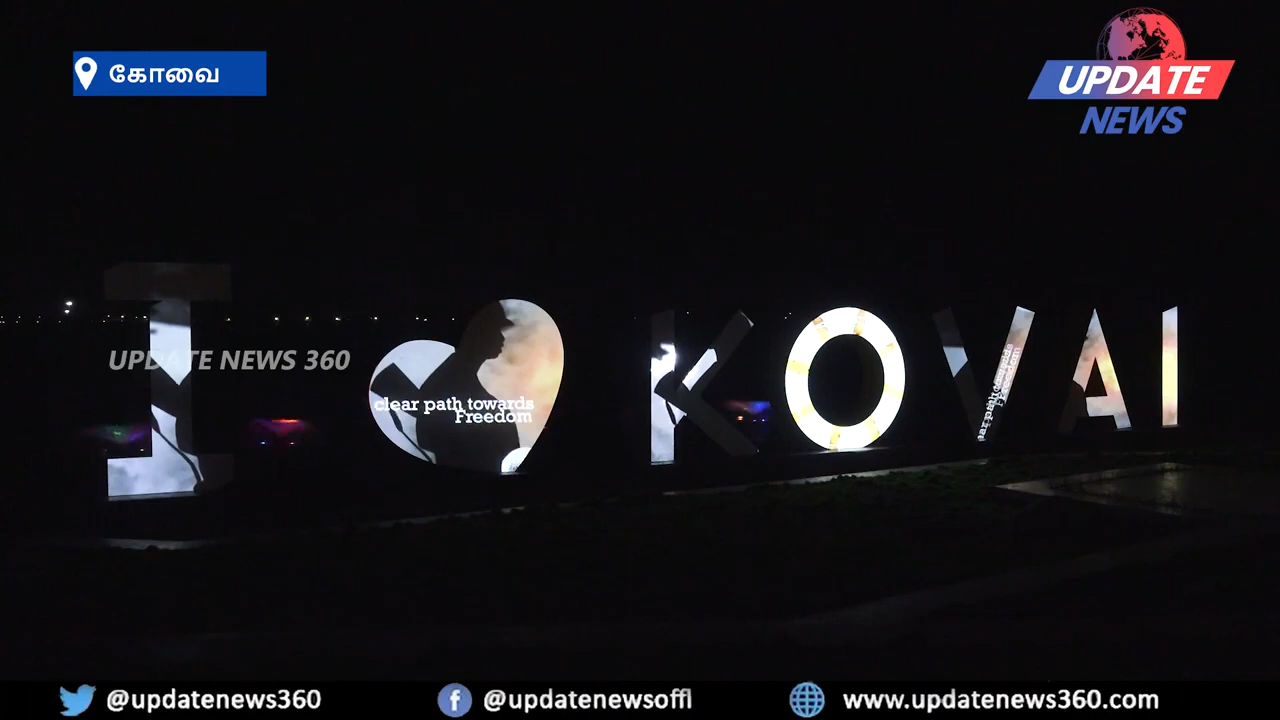 கோவை
UPDATE
NEWS
I KOVAI
UPDATE NEWS 360
clear path towards
Freedom
@updatenews360
@updatenewsoffl
www.updatenews360.com